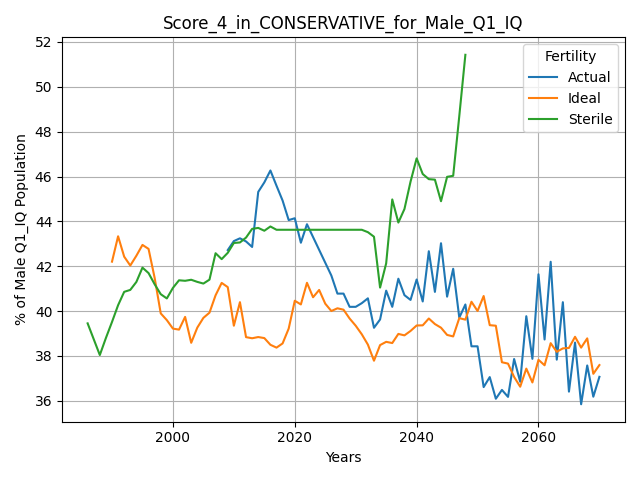 Score_4_in_CONSERVATIVE_for_Male_Q1_IQ
% of Male Q1_IQ Population
52
50
48
46
44
42
40
38
36
Fertility
Actual
Ideal
Sterile
2000
2020
2040
2060
Years